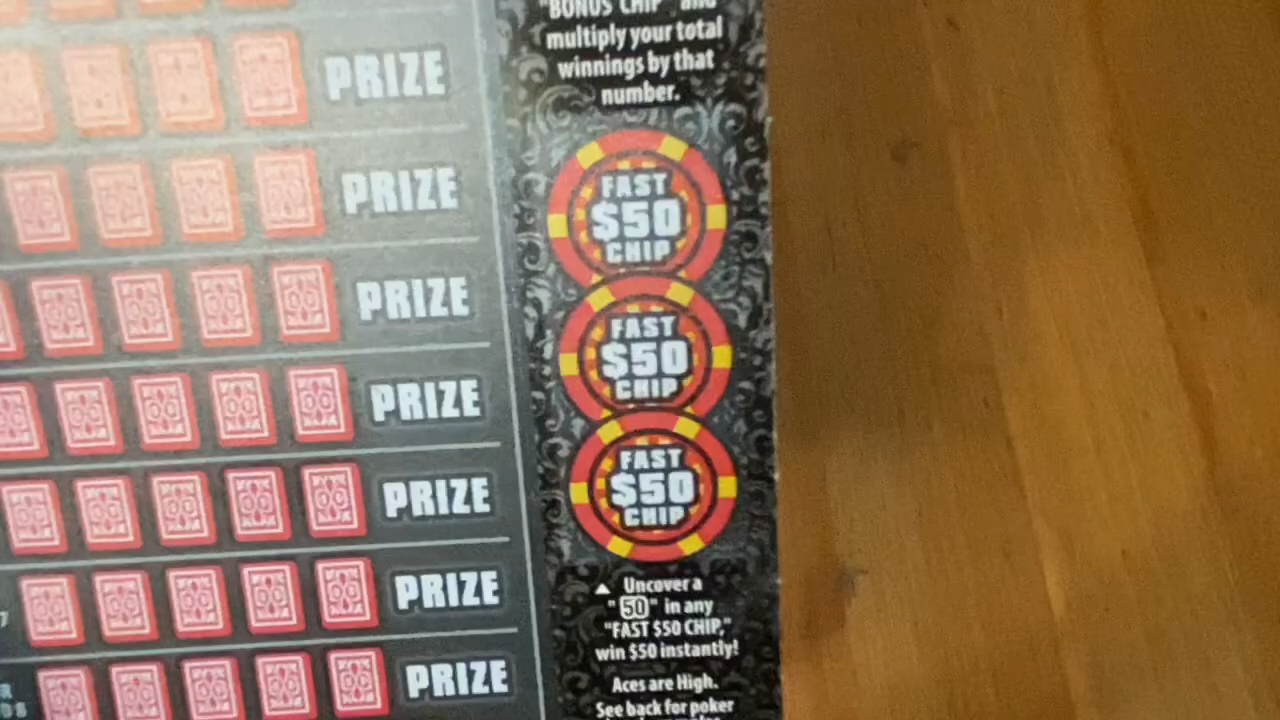 "BONUS CHIP" and
multiply your total
winnings by that
number.
PRIZE
PRIZE
PRIZE
PRIZE
PRIZE
PRIZE
PRIZE
FAST
$50
CHIP
FAST
$50
CHIP
FAST
$50
CHIP
▲ Uncover a
"50" in any
"FAST $50 CHIP,"
win $50 instantly!
Aces are High.
See back for poker
7